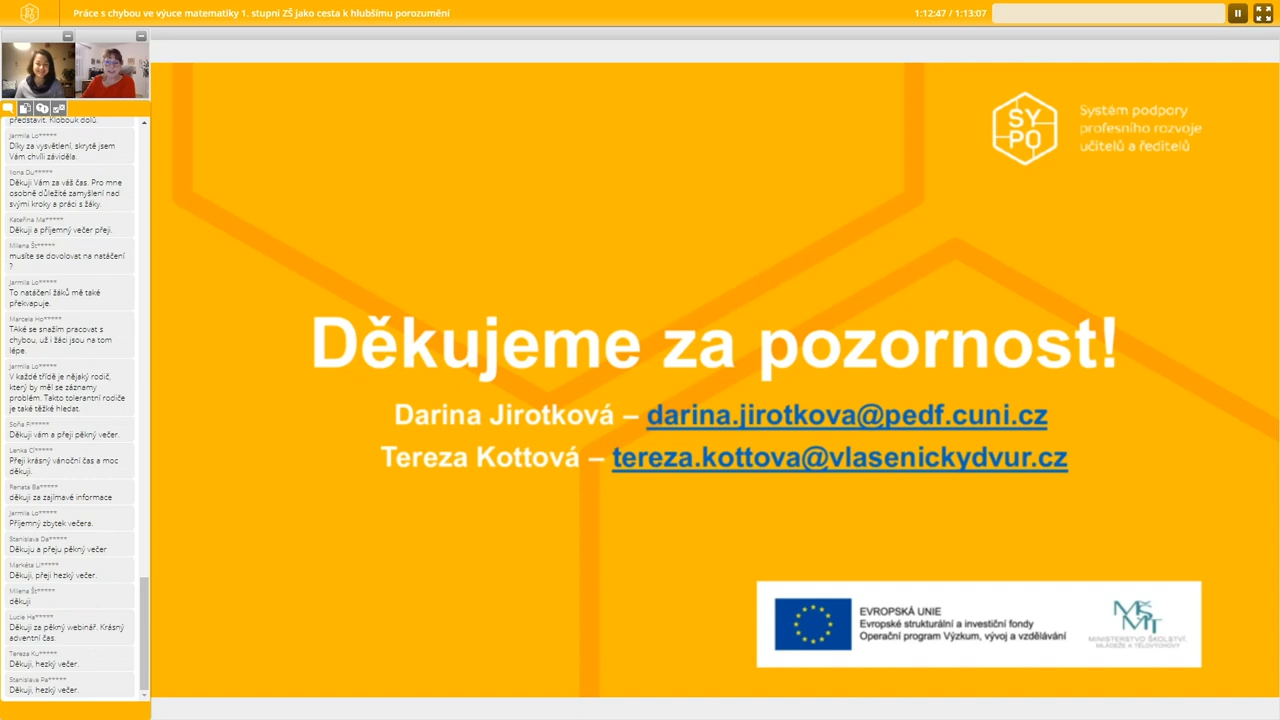 Práce s chybou ve výuce matematiky 1. stupni ZŠ jako cesta k hlubšímu porozumění
1:12:47 / 1:13:07
představit. Klobouk dolů.
Jarmila Lo*****
Díky za vysvětlení, skrytě jsem
Vám chvíli záviděla.
Ilona Du*****
Děkuji Vám za váš čas. Pro mne
osobně důležité zamyšlení nad
svými kroky a práci s žáky.
Kateřina Ma*****
Děkuji a příjemný večer přeji.
Milena Št*****
musíte se dovolovat na natáčení
?
Jarmila Lo*****
To natáčení žáků mě také
překvapuje.
Marcela Ho*****
TAké se snažím pracovat s
chybou, už i žáci jsou na tom
lépe.
Jarmila Lo*****
V každé třídě je nějaký rodič,
který by měl se záznamy
problém. Takto tolerantní rodiče
je také těžké hledat.
Soňa Fi*****
Děkuji vám a přeji pěkný večer.
Lenka Ci*****
Přeji krásný vánoční čas a moc
děkuji.
Renata Ba*****
děkuji za zajímavé informace
Jarmila Lo*****
Příjemný zbytek večera.
Stanislava Da*****
Děkuju a přeju pěkný večer
Markéta Li*****
Děkuji, přeji hezký večer.
Milena Št*****
děkuji
Lucie Ha*****
Děkuji za pěkný webinář. Krásný
adventní čas.
Tereza Ku*****
Děkuji, hezký večer.
Stanislava Pa*****
Děkuji, hezký večer.
SY
PO
Systém podpory
profesního rozvoje
učitelů a ředitelů
Děkujeme za pozornost!
Darina Jirotková – darina.jirotkova@pedf.cuni.cz
Tereza Kottová – tereza.kottova@vlasenickydvur.cz
EVROPSKÁ UNIE
Evropské strukturální a investiční fondy
Operační program Výzkum, vývoj a vzdělávání
MŠMT
MINISTERSTVO ŠKOLSTVÍ,
MLÁDEŽE A TĚLOVÝCHOVY